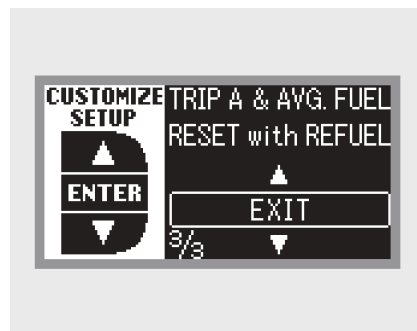 CUSTOMIZE
SETUP
ENTER
TRIP A & AVG. FUEL
RESET with REFUEL
EXIT
3/3